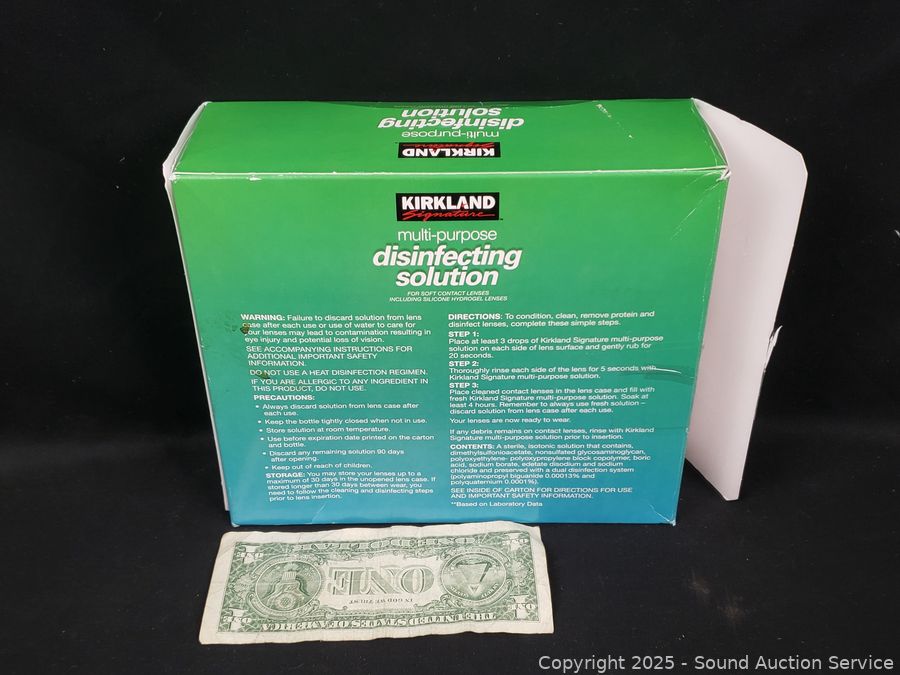 solution
disinfecting
multi-purpose
KIRKLAND
Signature
KIRKLAND
Signature
multi-purpose
disinfecting
solution
FOR SOFT CONTACT LENSES
INCLUDING SILICONE HYDROGEL LENSES
WARNING: Failure to discard solution from lens
case after each use or use of water to care for
your lenses may lead to contamination resulting in
eye injury and potential loss of vision.
SEE ACCOMPANYING INSTRUCTIONS FOR
ADDITIONAL IMPORTANT SAFETY
INFORMATION.
DO NOT USE A HEAT DISINFECTION REGIMEN.
IF YOU ARE ALLERGIC TO ANY INGREDIENT IN
THIS PRODUCT, DO NOT USE.
PRECAUTIONS:
• Always discard solution from lens case after
each use.
• Keep the bottle tightly closed when not in use.
• Store solution at room temperature.
• Use before expiration date printed on the carton
and bottle.
• Discard any remaining solution 90 days
after opening.
• Keep out of reach of children.
STORAGE: You may store your lenses up to a
maximum of 30 days in the unopened lens case. If
stored longer than 30 days between wear, you
need to follow the cleaning and disinfecting steps
prior to lens insertion.
DIRECTIONS: To condition, clean, remove protein and
disinfect lenses, complete these simple steps.
STEP 1:
Place at least 3 drops of Kirkland Signature multi-purpose
solution on each side of lens surface and gently rub for
20 seconds.
STEP 2:
Thoroughly rinse each side of the lens for 5 seconds with
Kirkland Signature multi-purpose solution.
STEP 3:
Place cleaned contact lenses in the lens case and fill with
fresh Kirkland Signature multi-purpose solution. Soak at
least 4 hours. Remember to always use fresh solution –
discard solution from lens case after each use.
Your lenses are now ready to wear.
If any debris remains on contact lenses, rinse with Kirkland
Signature multi-purpose solution prior to insertion.
CONTENTS: A sterile, isotonic solution that contains,
dimethylsulfonioacetate, nonsulfated glycosaminoglycan,
polyoxyethylene- polyoxypropylene block copolymer, boric
acid, sodium borate, edetate disodium and sodium
chloride and preserved with a dual disinfection system
(polyaminopropyl biguanide 0.00013% and
polyquaternium 0.0001%).
SEE INSIDE OF CARTON FOR DIRECTIONS FOR USE
AND IMPORTANT SAFETY INFORMATION.
**Based on Laboratory Data
THE UNITED STATES OF AMERICA
IN GOD WE TRUST
ONE
ONE DOLLAR
ONE
ONE
1
1
Copyright © 2025 - Sound Auction Service